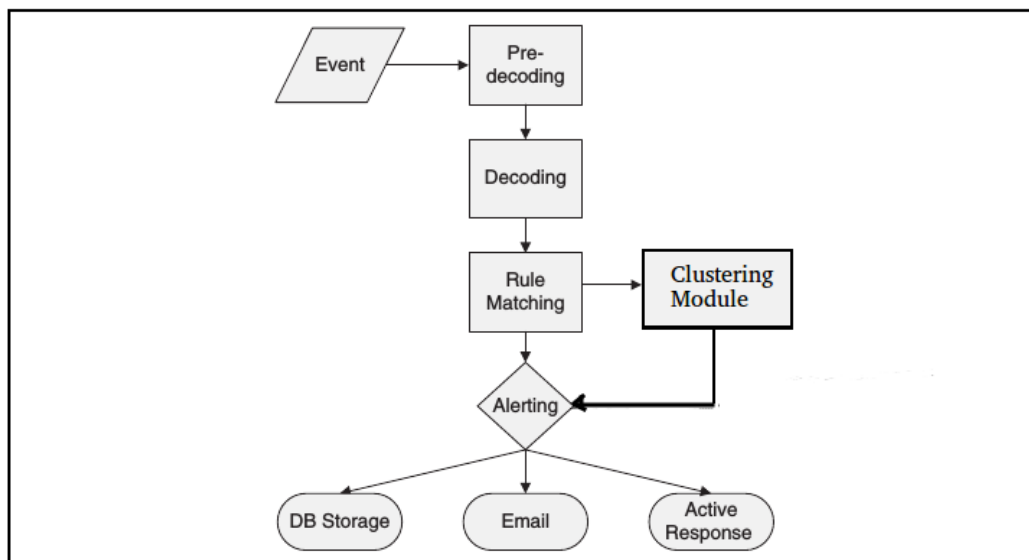 Event
Pre-
decoding
Decoding
Rule
Matching
Clustering
Module
Alerting
DB Storage
Email
Active
Response